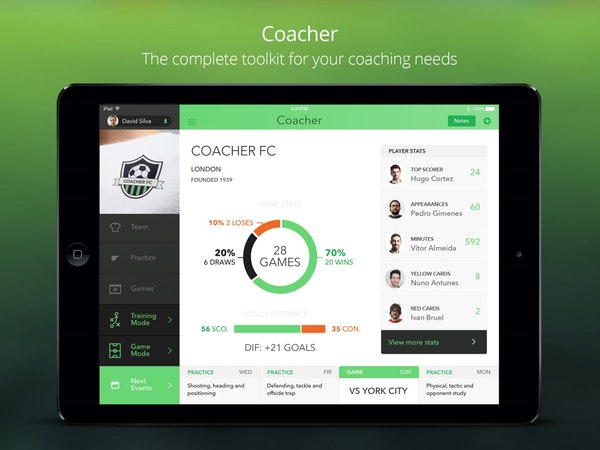 Coacher
The complete toolkit for your coaching needs
iPad
4:21 PM
100%
David Silva
Coacher
Notes
COACHER FC
COACHER FC
LONDON
FOUNDED 1939
Team
Practice
Games
Training
Mode
Game
Mode
Next
Events
GAME STATS
10% 2 LOSES
20%
6 DRAWS
28
GAMES
70%
20 WINS
GOAL DIFFERENCE
56 SCO.
35 CON.
DIF: +21 GOALS
PLAYER STATS
TOP SCORER
Hugo Cortez
24
APPEARANCES
Pedro Gimenes
60
MINUTES
Vitor Almeida
592
YELLOW CARDS
Nuno Antunes
8
RED CARDS
Ivan Bruel
2
View more stats
PRACTICE WED
Shooting, heading and
positioning
PRACTICE FRI
Defending, tackle and
offside trap
GAME SUN
VS YORK CITY
PRACTICE MON
Physical, tactic and
opponent study